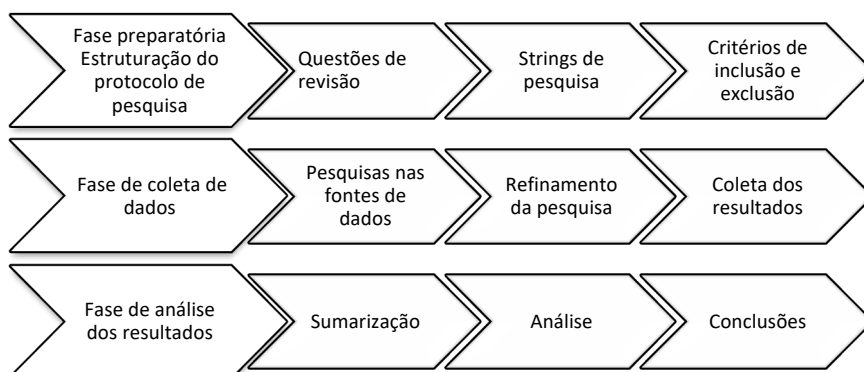 Fase preparatória
Estruturação do
protocolo de
pesquisa
Questões de
revisão
Strings de
pesquisa
Critérios de
inclusão e
exclusão
Fase de coleta de
dados
Pesquisas nas
fontes de
dados
Refinamento
da pesquisa
Coleta dos
resultados
Fase de análise
dos resultados
Sumarização
Análise
Conclusões